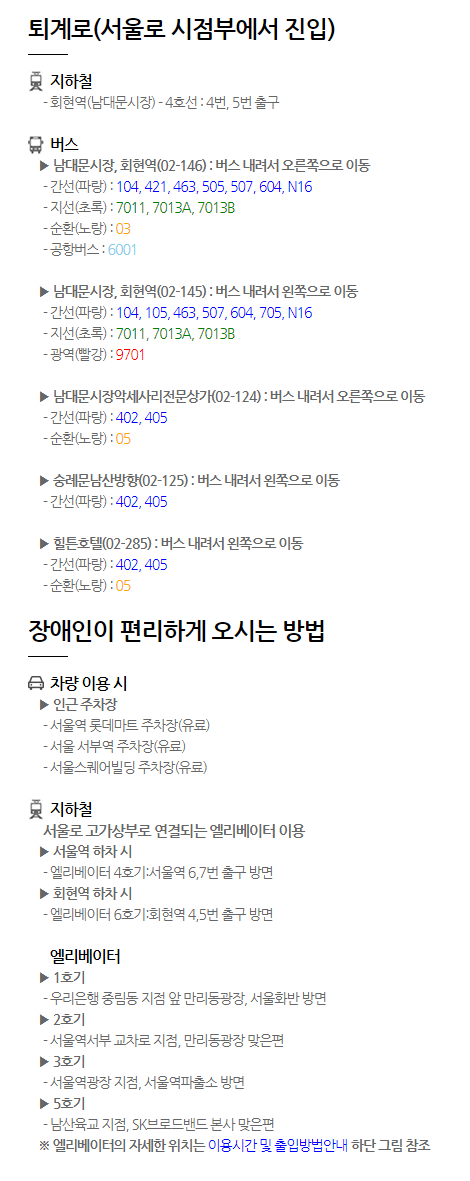 퇴계로(서울로 시점부에서 진입)
지하철
- 회현역(남대문시장) - 4호선 : 4번, 5번 출구
버스
▶ 남대문시장, 회현역(02-146) : 버스 내려서 오른쪽으로 이동
- 간선(파랑) : 104, 421, 463, 505, 507, 604, N16
- 지선(초록) : 7011, 7013A, 7013B
- 순환(노랑) : 03
- 공항버스 : 6001
▶ 남대문시장, 회현역(02-145) : 버스 내려서 왼쪽으로 이동
- 간선(파랑) : 104, 105, 463, 507, 604, 705, N16
- 지선(초록) : 7011, 7013A, 7013B
- 광역(빨강) : 9701
▶ 남대문시장악세사리전문상가(02-124) : 버스 내려서 오른쪽으로 이동
- 간선(파랑) : 402, 405
- 순환(노랑) : 05
▶ 숭례문남산방향(02-125) : 버스 내려서 왼쪽으로 이동
- 간선(파랑) : 402, 405
▶ 힐튼호텔(02-285) : 버스 내려서 왼쪽으로 이동
- 간선(파랑) : 402, 405
- 순환(노랑) : 05
장애인이 편리하게 오시는 방법
차량 이용 시
▶ 인근 주차장
- 서울역 롯데마트 주차장(유료)
- 서울 서부역 주차장(유료)
- 서울스퀘어빌딩 주차장(유료)
지하철
서울로 고가상부로 연결되는 엘리베이터 이용
▶ 서울역 하차 시
- 엘리베이터 4호기:서울역 6,7번 출구 방면
▶ 회현역 하차 시
- 엘리베이터 6호기:회현역 4,5번 출구 방면
엘리베이터
▶ 1호기
- 우리은행 중림동 지점 앞 만리동광장, 서울화반 방면
▶ 2호기
- 서울역서부 교차로 지점, 만리동광장 맞은편
▶ 3호기
- 서울역광장 지점, 서울역파출소 방면
▶ 5호기
- 남산육교 지점, SK브로드밴드 본사 맞은편
※ 엘리베이터의 자세한 위치는 이용시간 및 출입방법안내 하단 그림 참조